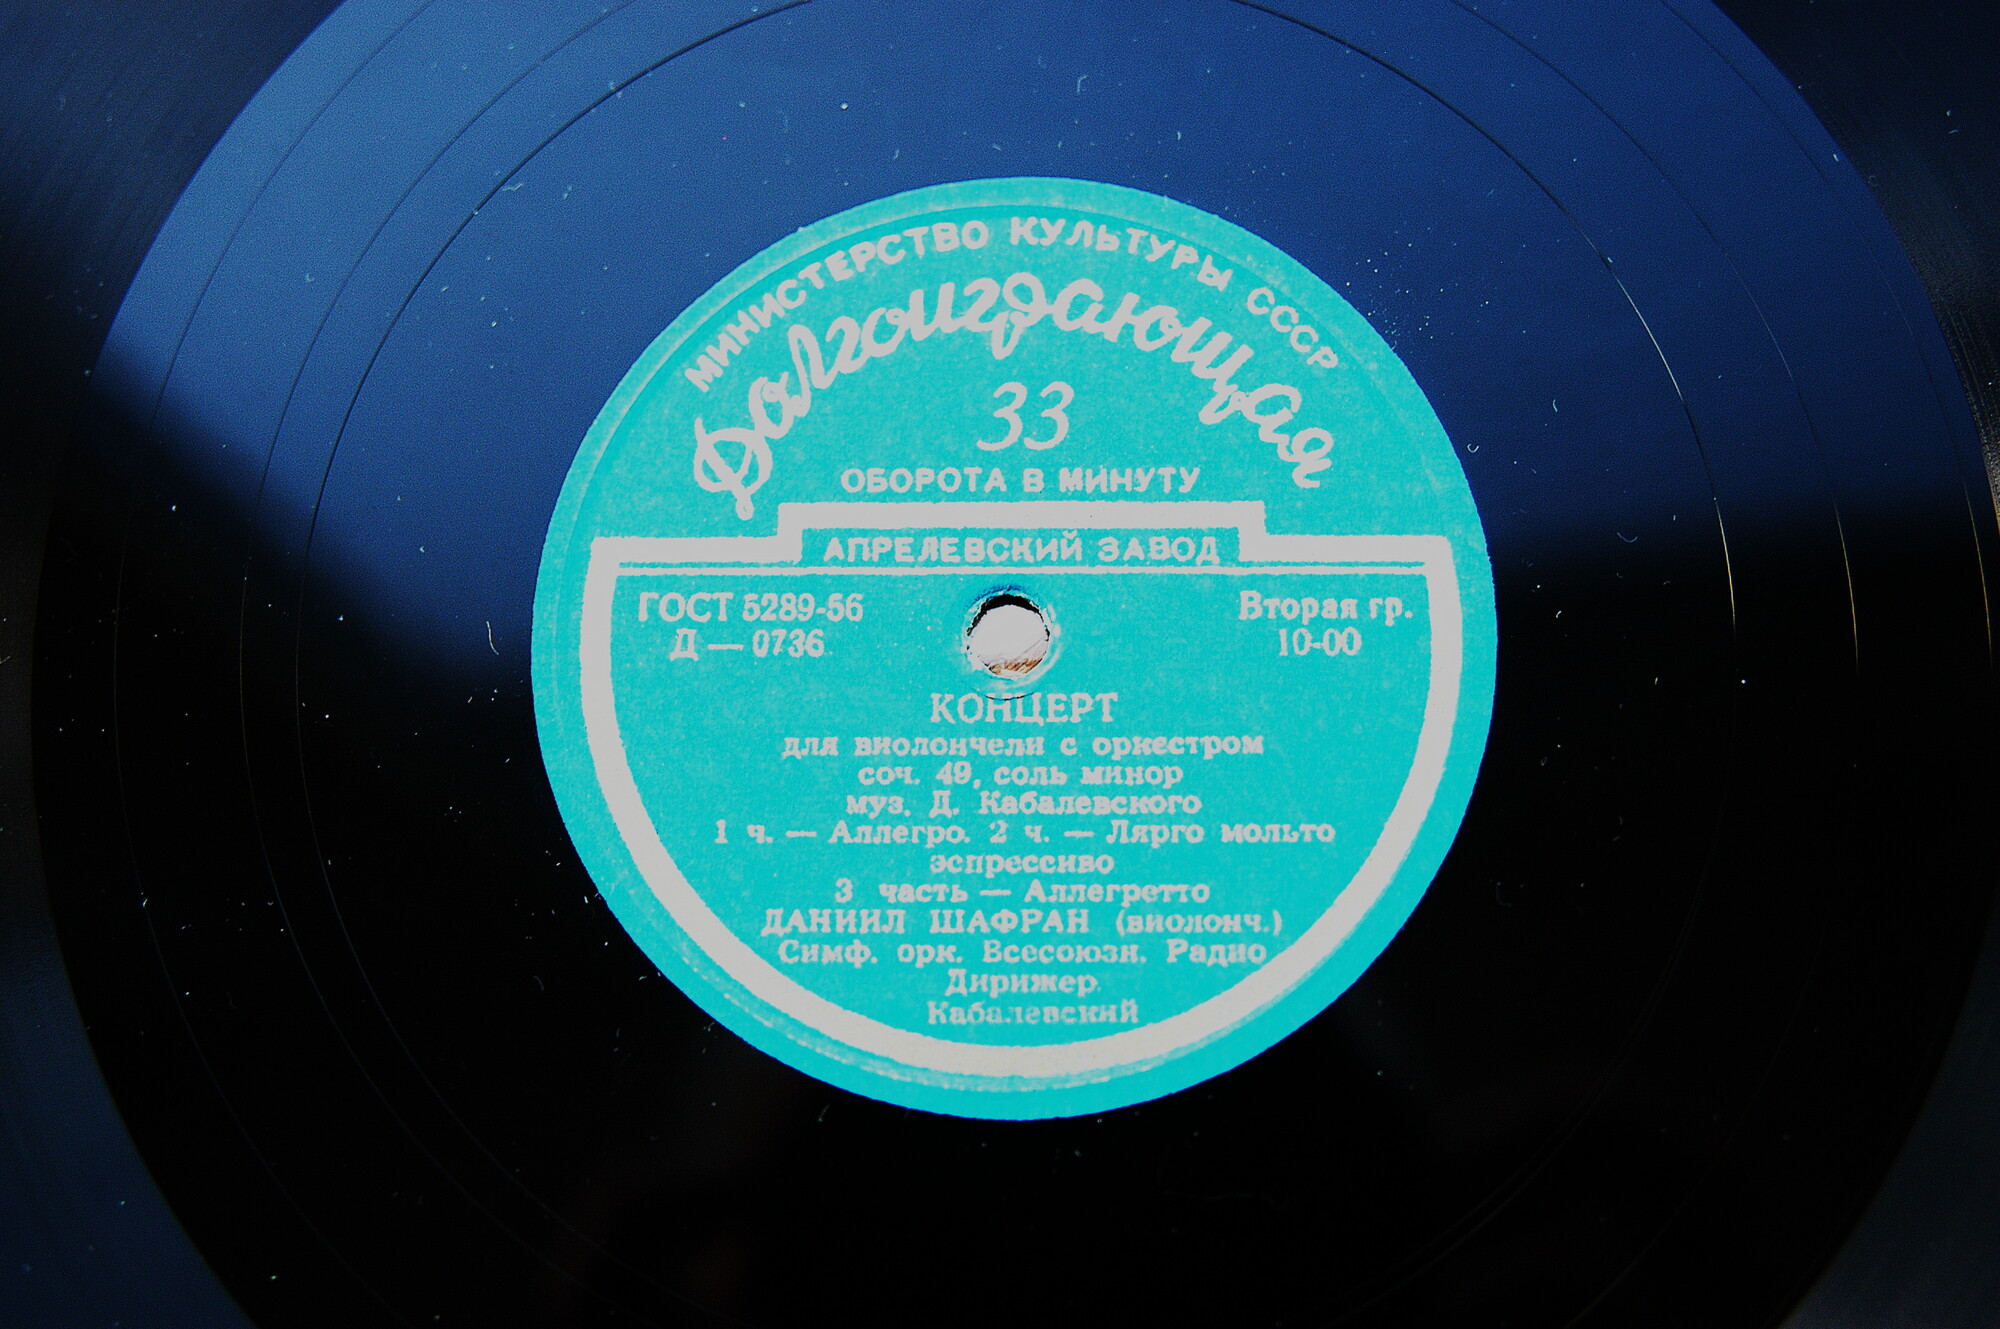 МИНИСТЕРСТВО КУЛЬТУРЫ СССР
Долгоиграющая
33
ОБОРОТА В МИНУТУ
АПРЕЛЕВСКИЙ ЗАВОД
ГОСТ 5289-56
Вторая гр.
Д — 0736
10-00
КОНЦЕРТ
для виолончели с оркестром
соч. 49, соль минор
муз. Д. Кабалевского
1 ч. — Аллегро. 2 ч. — Лярго мольто
эспрессиво
3 часть — Аллегретто
ДАНИИЛ ШАФРАН (виолонч.)
Симф. орк. Всесоюзн. Радио
Дирижер
Кабалевский